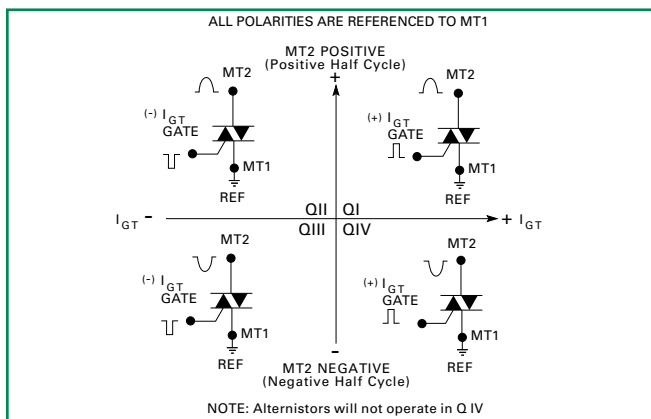 ALL POLARITIES ARE REFERENCED TO MT1
MT2 POSITIVE
(Positive Half Cycle)
+
MT2
(-) IGT
GATE
MT1
REF
MT2
(+) IGT
GATE
MT1
REF
IGT -
QII QI
QIII QIV
+ IGT
MT2
(-) IGT
GATE
MT1
REF
MT2
(+) IGT
GATE
MT1
REF
-
MT2 NEGATIVE
(Negative Half Cycle)
NOTE: Alternistors will not operate in Q IV